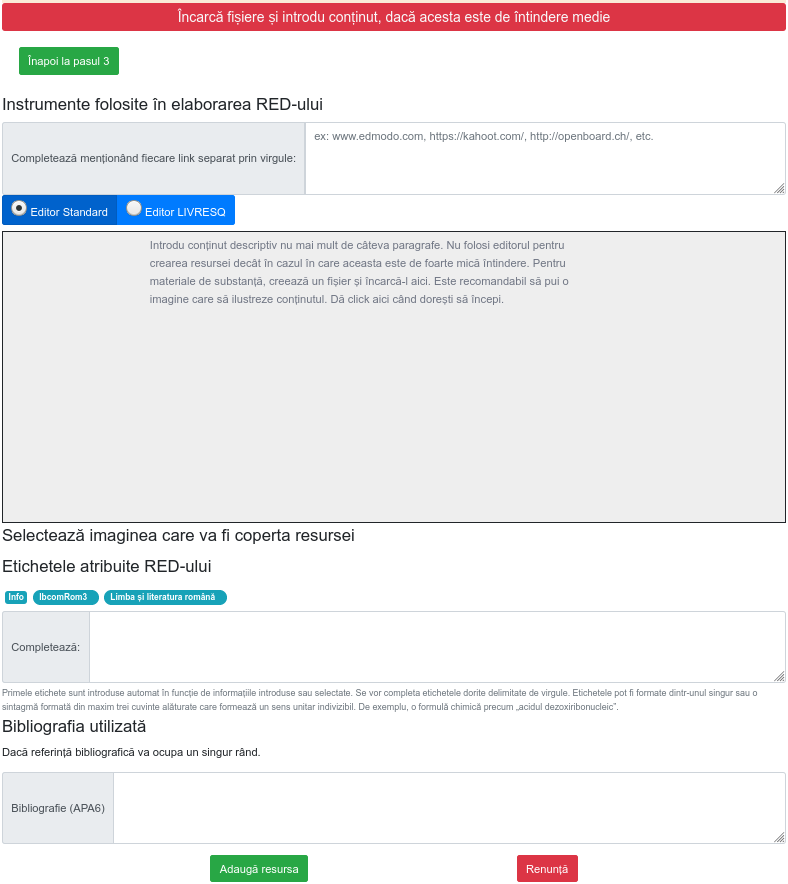 Încarcă fișiere și introdu conținut, dacă acesta este de întindere medie
Înapoi la pasul 3
Instrumente folosite în elaborarea RED-ului
Completează menționând fiecare link separat prin virgule:
ex: www.edmodo.com, https://kahoot.com/, http://openboard.ch/, etc.
Editor Standard
Editor LIVRESQ
Introdu conținut descriptiv nu mai mult de câteva paragrafe. Nu folosi editorul pentru
crearea resursei decât în cazul în care aceasta este de foarte mică întindere. Pentru
materiale de substanță, creează un fișier și încarcă-l aici. Este recomandabil să pui o
imagine care să ilustreze conținutul. Dă click aici când dorești să începi.
Selectează imaginea care va fi coperta resursei
Etichetele atribuite RED-ului
Info
lbcomRom3
Limba și literatura română
Completează:
Primele etichete sunt introduse automat în funcție de informațiile introduse sau selectate. Se vor completa etichetele dorite delimitate de virgule. Etichetele pot fi formate dintr-unul singur sau o
sintagmă formată din maxim trei cuvinte alăturate care formează un sens unitar indivizibil. De exemplu, o formulă chimică precum „acidul dezoxiribonucleic”.
Bibliografia utilizată
Dacă referință bibliografică va ocupa un singur rând.
Bibliografie (APA6)
Adaugă resursa
Renunță